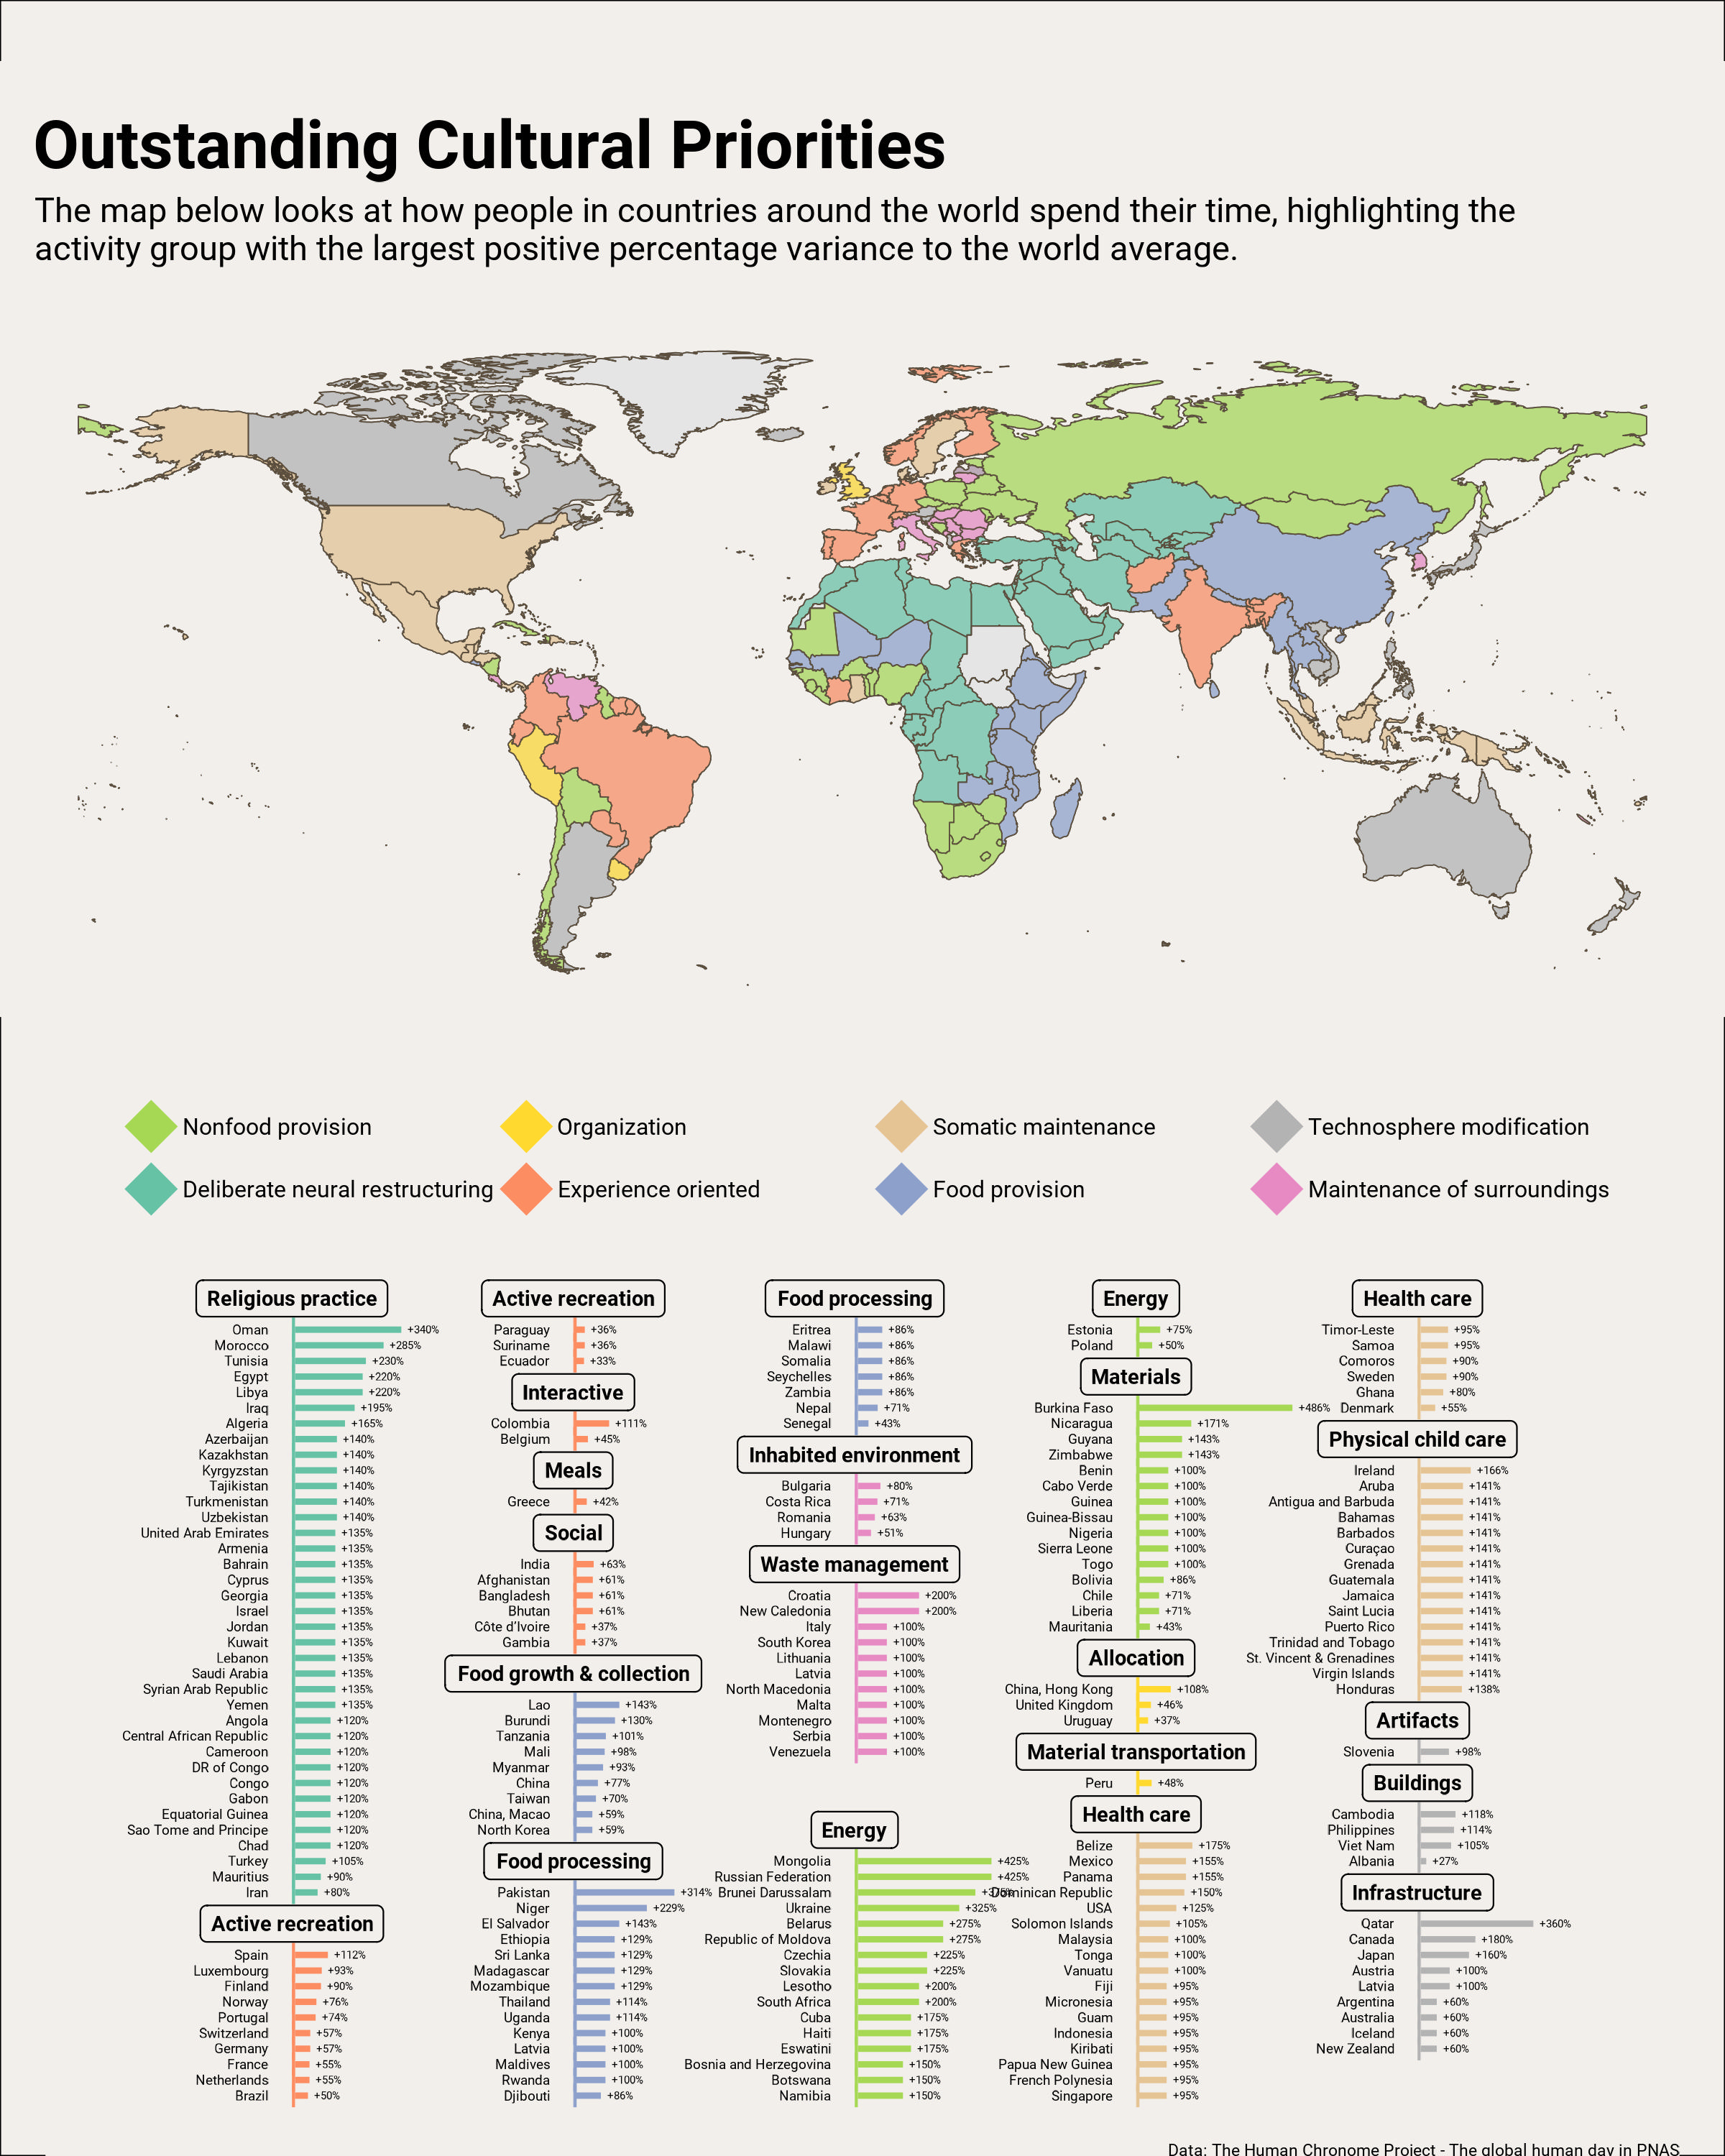 Outstanding Cultural Priorities
The map below looks at how people in countries around the world spend their time, highlighting the
activity group with the largest positive percentage variance to the world average.
Nonfood provision
Organization
Somatic maintenance
Technosphere modification
Deliberate neural restructuring
Experience oriented
Food provision
Maintenance of surroundings
Religious practice
Oman +340%
Morocco +285%
Tunisia +230%
Egypt +220%
Libya +220%
Iraq +195%
Algeria +165%
Azerbaijan +140%
Kazakhstan +140%
Kyrgyzstan +140%
Tajikistan +140%
Turkmenistan +140%
Uzbekistan +140%
United Arab Emirates +135%
Armenia +135%
Bahrain +135%
Cyprus +135%
Georgia +135%
Israel +135%
Jordan +135%
Kuwait +135%
Lebanon +135%
Saudi Arabia +135%
Syrian Arab Republic +135%
Yemen +135%
Angola +120%
Central African Republic +120%
Cameroon +120%
DR of Congo +120%
Congo +120%
Gabon +120%
Equatorial Guinea +120%
Sao Tome and Principe +120%
Chad +120%
Turkey +105%
Mauritius +90%
Iran +80%
Active recreation
Spain +112%
Luxembourg +93%
Finland +90%
Norway +76%
Portugal +74%
Switzerland +57%
Germany +57%
France +55%
Netherlands +55%
Brazil +50%
Active recreation
Paraguay +36%
Suriname +36%
Ecuador +33%
Interactive
Colombia +111%
Belgium +45%
Meals
Greece +42%
Social
India +63%
Afghanistan +61%
Bangladesh +61%
Bhutan +61%
Côte d’Ivoire +37%
Gambia +37%
Food growth & collection
Lao +143%
Burundi +130%
Tanzania +101%
Mali +98%
Myanmar +93%
China +77%
Taiwan +70%
China, Macao +59%
North Korea +59%
Food processing
Pakistan +314%
Niger +229%
El Salvador +143%
Ethiopia +129%
Sri Lanka +129%
Madagascar +129%
Mozambique +129%
Thailand +114%
Uganda +114%
Kenya +100%
Latvia +100%
Maldives +100%
Rwanda +100%
Djibouti +86%
Food processing
Eritrea +86%
Malawi +86%
Somalia +86%
Seychelles +86%
Zambia +86%
Nepal +71%
Senegal +43%
Inhabited environment
Bulgaria +80%
Costa Rica +71%
Romania +63%
Hungary +51%
Waste management
Croatia +200%
New Caledonia +200%
Italy +100%
South Korea +100%
Lithuania +100%
Latvia +100%
North Macedonia +100%
Malta +100%
Montenegro +100%
Serbia +100%
Venezuela +100%
Energy
Mongolia +425%
Russian Federation +425%
Brunei Darussalam
Ukraine +325%
Belarus +275%
Republic of Moldova +275%
Czechia +225%
Slovakia +225%
Lesotho +200%
South Africa +200%
Cuba +175%
Haiti +175%
Eswatini +175%
Bosnia and Herzegovina +150%
Botswana +150%
Namibia +150%
Energy
Estonia +75%
Poland +50%
Materials
Burkina Faso +486%
Nicaragua +171%
Guyana +143%
Zimbabwe +143%
Benin +100%
Cabo Verde +100%
Guinea +100%
Guinea-Bissau +100%
Nigeria +100%
Sierra Leone +100%
Togo +100%
Bolivia +86%
Chile +71%
Liberia +71%
Mauritania +43%
Allocation
China, Hong Kong +108%
United Kingdom +46%
Uruguay +37%
Material transportation
Peru +48%
Health care
Belize +175%
Mexico +155%
Panama +155%
Dominican Republic +150%
USA +125%
Solomon Islands +105%
Malaysia +100%
Tonga +100%
Vanuatu +100%
Fiji +95%
Micronesia +95%
Guam +95%
Indonesia +95%
Kiribati +95%
Papua New Guinea +95%
French Polynesia +95%
Singapore +95%
Health care
Timor-Leste +95%
Samoa +95%
Comoros +90%
Sweden +90%
Ghana +80%
Denmark +55%
Physical child care
Ireland +166%
Aruba +141%
Antigua and Barbuda +141%
Bahamas +141%
Barbados +141%
Curaçao +141%
Grenada +141%
Guatemala +141%
Jamaica +141%
Saint Lucia +141%
Puerto Rico +141%
Trinidad and Tobago +141%
St. Vincent & Grenadines +141%
Virgin Islands +141%
Honduras +138%
Artifacts
Slovenia +98%
Buildings
Cambodia +118%
Philippines +114%
Viet Nam +105%
Albania +27%
Infrastructure
Qatar +360%
Canada +180%
Japan +160%
Austria +100%
Latvia +100%
Argentina +60%
Australia +60%
Iceland +60%
New Zealand +60%
Data: The Human Chronome Project - The global human day in PNAS